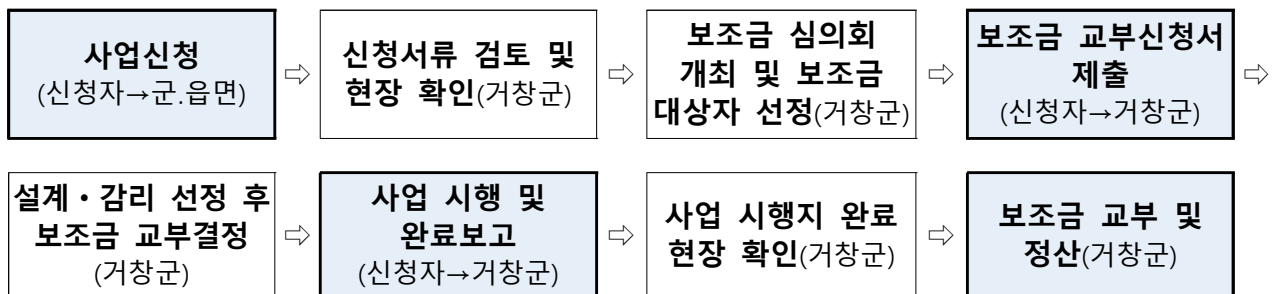 사업신청
(신청자→군.읍면)
⇨
신청서류 검토 및
현장 확인(거창군)
⇨
보조금 심의회
개최 및 보조금
대상자 선정(거창군)
⇨
보조금 교부신청서
제출
(신청자→거창군)
⇨
설계·감리 선정 후
보조금 교부결정
(거창군)
⇨
사업 시행 및
완료보고
(신청자→거창군)
⇨
사업 시행지 완료
현장 확인(거창군)
⇨
보조금 교부 및
정산(거창군)